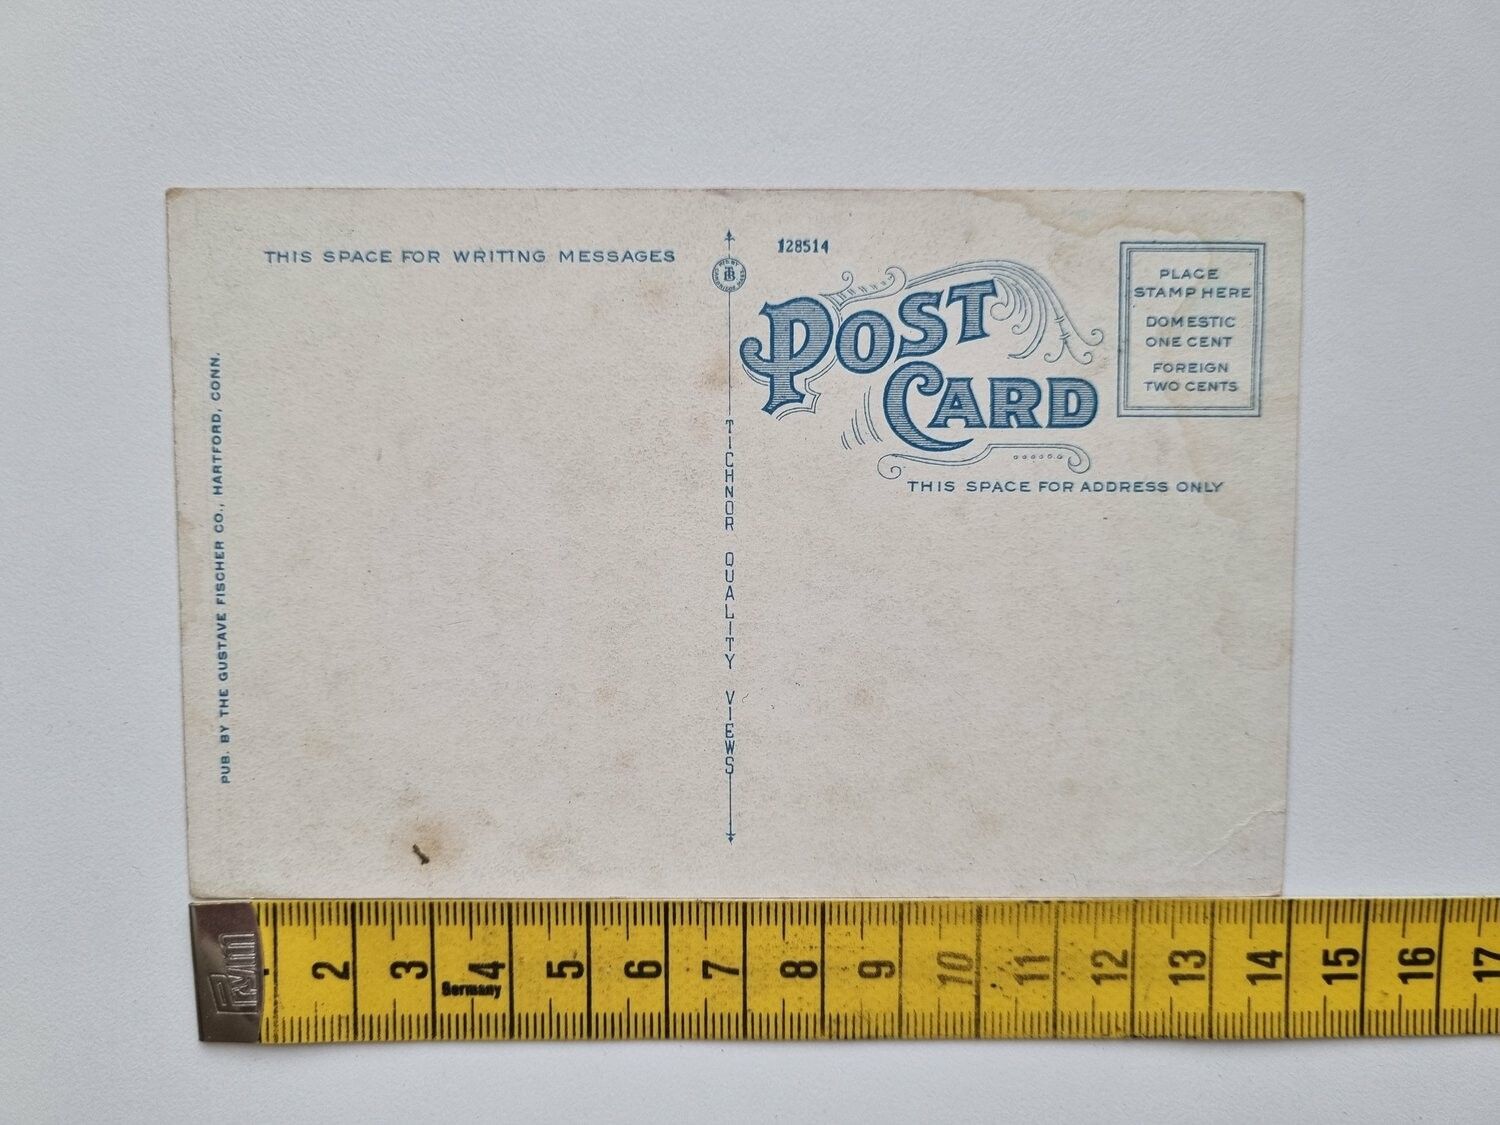 THIS SPACE FOR WRITING MESSAGES
PUB. BY THE GUSTAVE FISCHER CO., HARTFORD, CONN.
TICHNOR QUALITY VIEWS
128514
POST
CARD
THIS SPACE FOR ADDRESS ONLY
PLACE
STAMP HERE
DOMESTIC
ONE CENT
FOREIGN
TWO CENTS
2 3 4 5 6 7 8 9 10 11 12 13 14 15 16 17
Germany